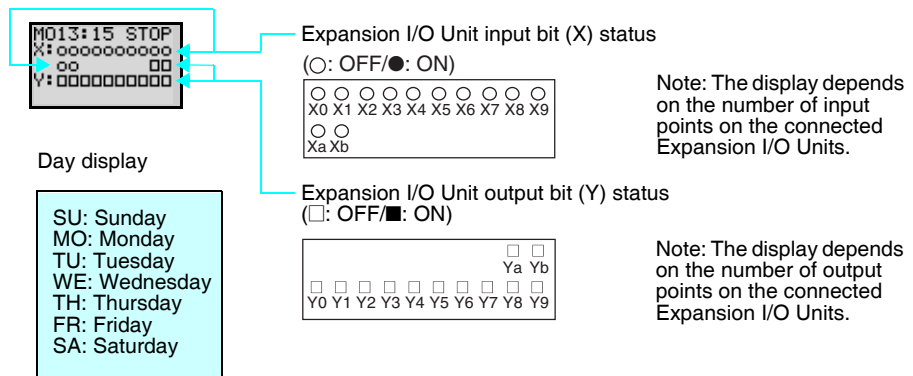 MO13:15 STOP
X:○○○○○○○○○○
○○ □□
Y:□□□□□□□□□□
Expansion I/O Unit input bit (X) status
(○: OFF/●: ON)
X0 X1 X2 X3 X4 X5 X6 X7 X8 X9
Xa Xb
Note: The display depends
on the number of input
points on the connected
Expansion I/O Units.
Day display
SU: Sunday
MO: Monday
TU: Tuesday
WE: Wednesday
TH: Thursday
FR: Friday
SA: Saturday
Expansion I/O Unit output bit (Y) status
(□: OFF/■: ON)
Ya Yb
Y0 Y1 Y2 Y3 Y4 Y5 Y6 Y7 Y8 Y9
Note: The display depends
on the number of output
points on the connected
Expansion I/O Units.